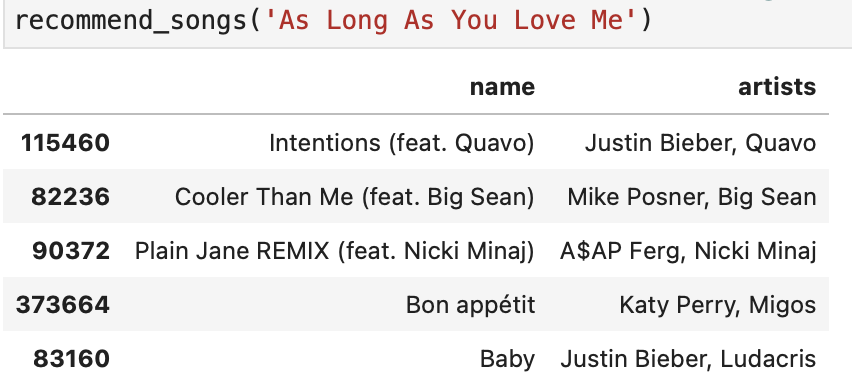 recommend_songs('As Long As You Love Me')
name artists
115460 Intentions (feat. Quavo) Justin Bieber, Quavo
82236 Cooler Than Me (feat. Big Sean) Mike Posner, Big Sean
90372 Plain Jane REMIX (feat. Nicki Minaj) A$AP Ferg, Nicki Minaj
373664 Bon appétit Katy Perry, Migos
83160 Baby Justin Bieber, Ludacris